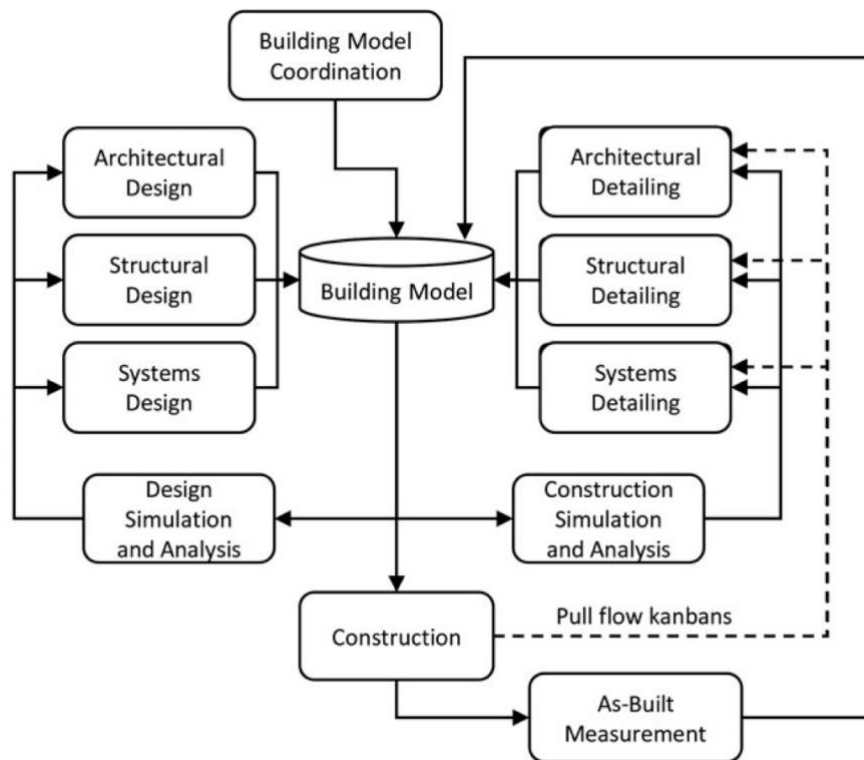 Building Model
Coordination
Architectural
Design
Architectural
Detailing
Structural
Design
Building Model
Structural
Detailing
Systems
Design
Systems
Detailing
Design
Simulation
and Analysis
Construction
Simulation
and Analysis
Construction
Pull flow kanbans
As-Built
Measurement